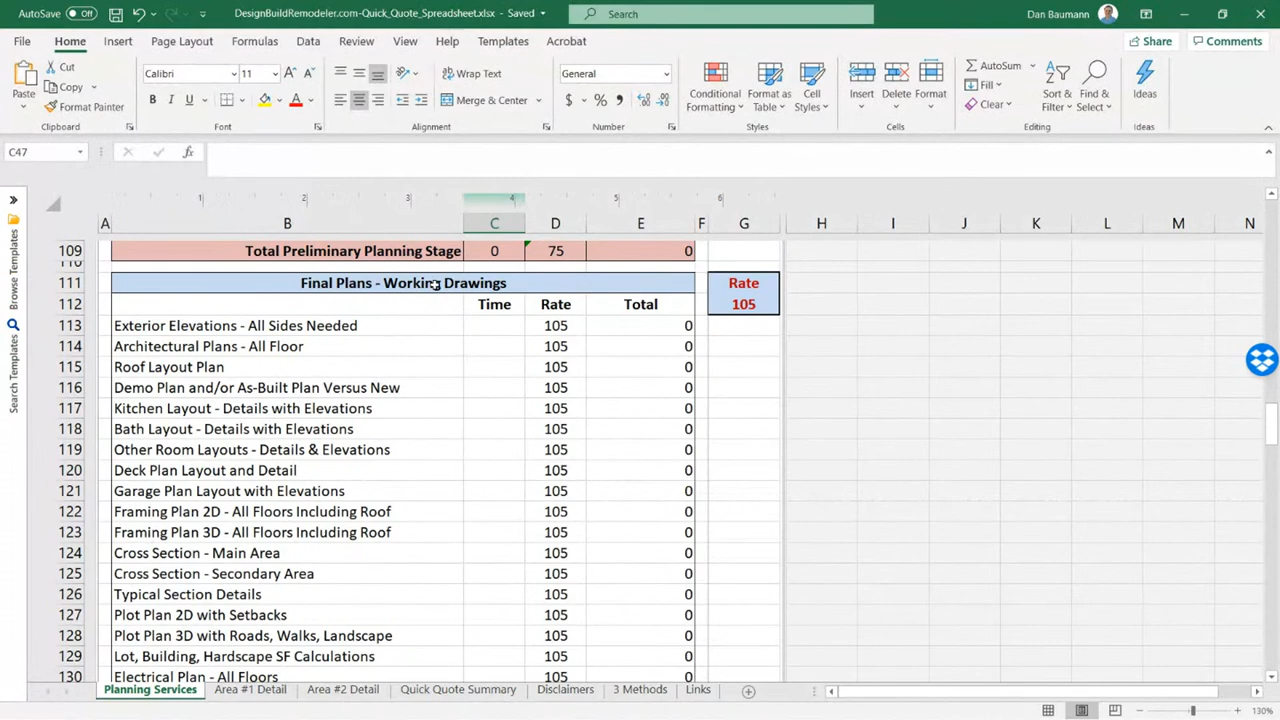 AutoSave Off DesignBuildRemodeler.com-Quick_Quote_Spreadsheet.xlsx - Saved Search Dan Baumann
File Home Insert Page Layout Formulas Data Review View Help Templates Acrobat Share Comments
Paste Cut Copy Format Painter Clipboard
Calibri 11 B I U A Font
Wrap Text Merge & Center Alignment
General $ % Number
Conditional Formatting Format as Table Cell Styles Styles
Insert Delete Format Cells
AutoSum Fill Clear Sort & Filter Find & Select Editing
Ideas Ideas
C47 fx
1 2 3 4 5 6
A B C D E F G H I J K L M N
Browse Templates
Search Templates
109 Total Preliminary Planning Stage 0 75 0
110
111 Final Plans - Working Drawings Rate
112 Time Rate Total 105
113 Exterior Elevations - All Sides Needed 105 0
114 Architectural Plans - All Floor 105 0
115 Roof Layout Plan 105 0
116 Demo Plan and/or As-Built Plan Versus New 105 0
117 Kitchen Layout - Details with Elevations 105 0
118 Bath Layout - Details with Elevations 105 0
119 Other Room Layouts - Details & Elevations 105 0
120 Deck Plan Layout and Detail 105 0
121 Garage Plan Layout with Elevations 105 0
122 Framing Plan 2D - All Floors Including Roof 105 0
123 Framing Plan 3D - All Floors Including Roof 105 0
124 Cross Section - Main Area 105 0
125 Cross Section - Secondary Area 105 0
126 Typical Section Details 105 0
127 Plot Plan 2D with Setbacks 105 0
128 Plot Plan 3D with Roads, Walks, Landscape 105 0
129 Lot, Building, Hardscape SF Calculations 105 0
130 Electrical Plan - All Floors 105 0
Planning Services Area #1 Detail Area #2 Detail Quick Quote Summary Disclaimers 3 Methods Links
130%